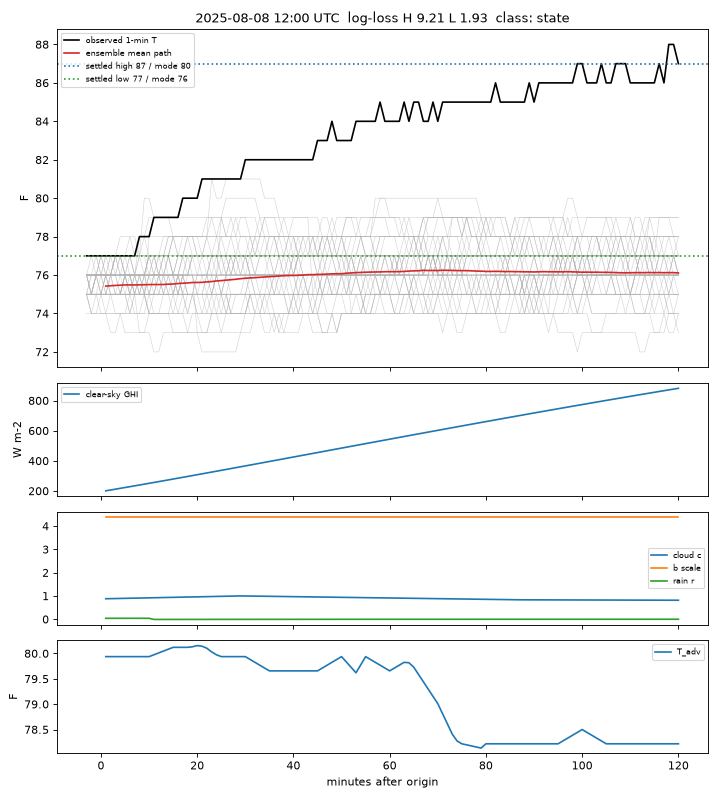 2025-08-08 12:00 UTC  log-loss H 9.21 L 1.93  class: state
observed 1-min T
ensemble mean path
settled high 87 / mode 80
settled low 77 / mode 76
88
86
84
82
80
78
76
74
72
F
clear-sky GHI
800
600
400
200
W m-2
cloud c
b scale
rain r
4
3
2
1
0
T_adv
80.0
79.5
79.0
78.5
F
0 20 40 60 80 100 120
minutes after origin